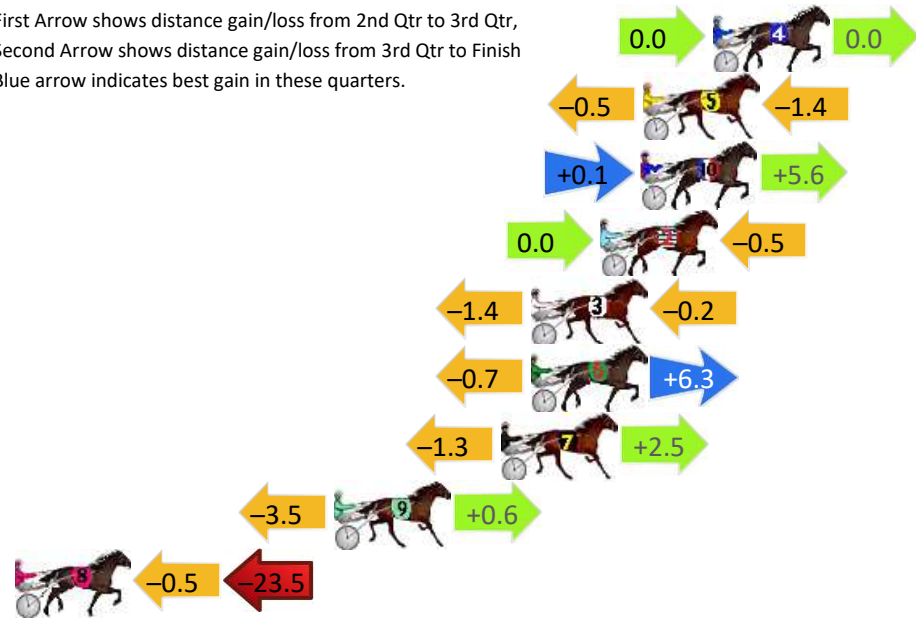 First Arrow shows distance gain/loss from 2nd Qtr to 3rd Qtr,
Second Arrow shows distance gain/loss from 3rd Qtr to Finish
Blue arrow indicates best gain in these quarters.
0.0 4 0.0
−0.5 5 −1.4
+0.1 10 +5.6
0.0 −0.5
−1.4 3 −0.2
−0.7 6 +6.3
−1.3 7 +2.5
−3.5 9 +0.6
8 −0.5 −23.5